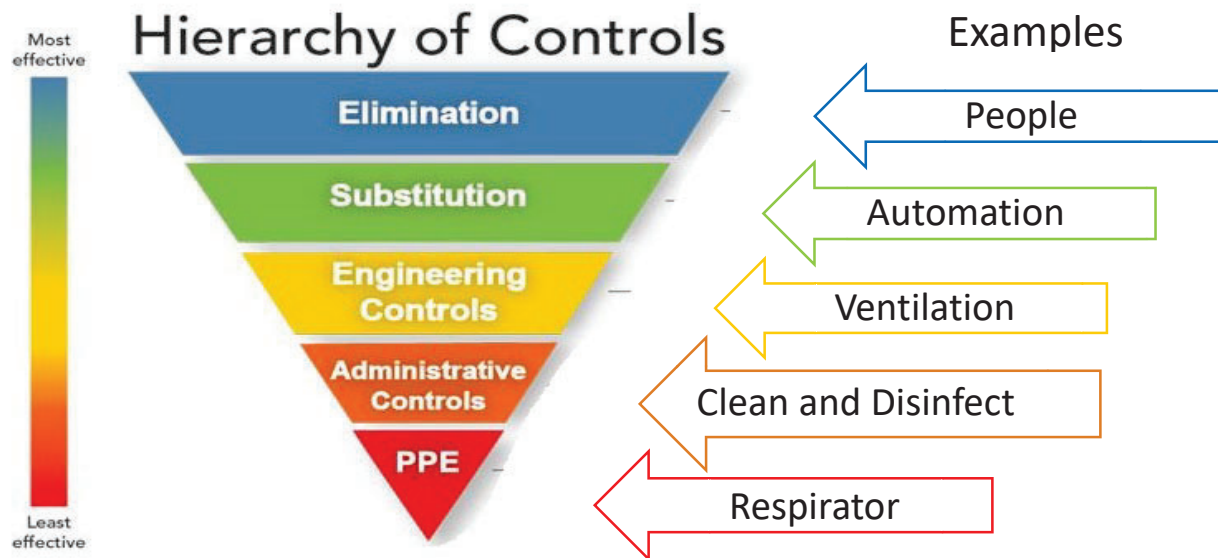 Hierarchy of Controls
Examples
Most
effective
Elimination
People
Substitution
Automation
Engineering
Controls
Ventilation
Administrative
Controls
Clean and Disinfect
PPE
Respirator
Least
effective